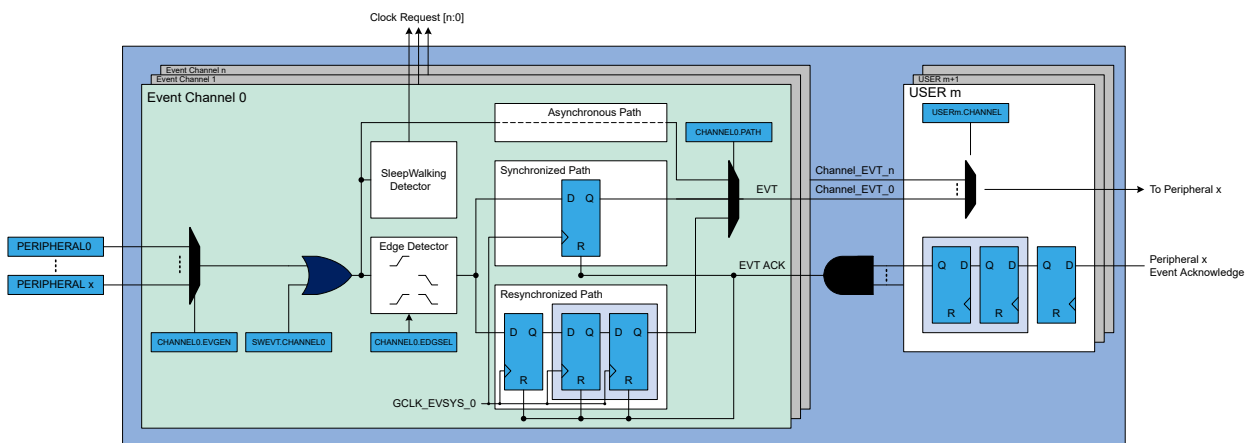 Clock Request [n:0]
Event Channel n
Event Channel 1
Event Channel 0
USER m+1
USER m
Asynchronous Path
CHANNEL0.PATH
USERm.CHANNEL
SleepWalking
Detector
Synchronized Path
D Q
R
EVT
Channel_EVT_n
Channel_EVT_0
To Peripheral x
PERIPHERAL0
PERIPHERAL x
Edge Detector
EVT ACK
Q D
R
Q D
R
Q D
R
Peripheral x
Event Acknowledge
Resynchronized Path
D Q
R
D Q
R
D Q
R
CHANNEL0.EVGEN
SWEVT.CHANNEL0
CHANNEL0.EDGSEL
GCLK_EVSYS_0